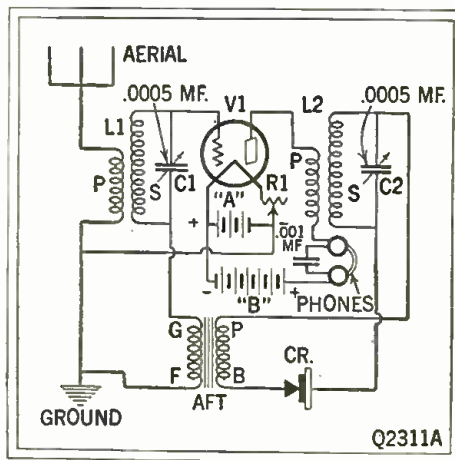 AERIAL
.0005 MF.
V1
L2
.0005 MF.
L1
P
S
C1
P
R1
S
C2
"A"
+
.001
MF
- "B" +
PHONES
G
P
CR.
F
B
AFT
GROUND
Q2311A